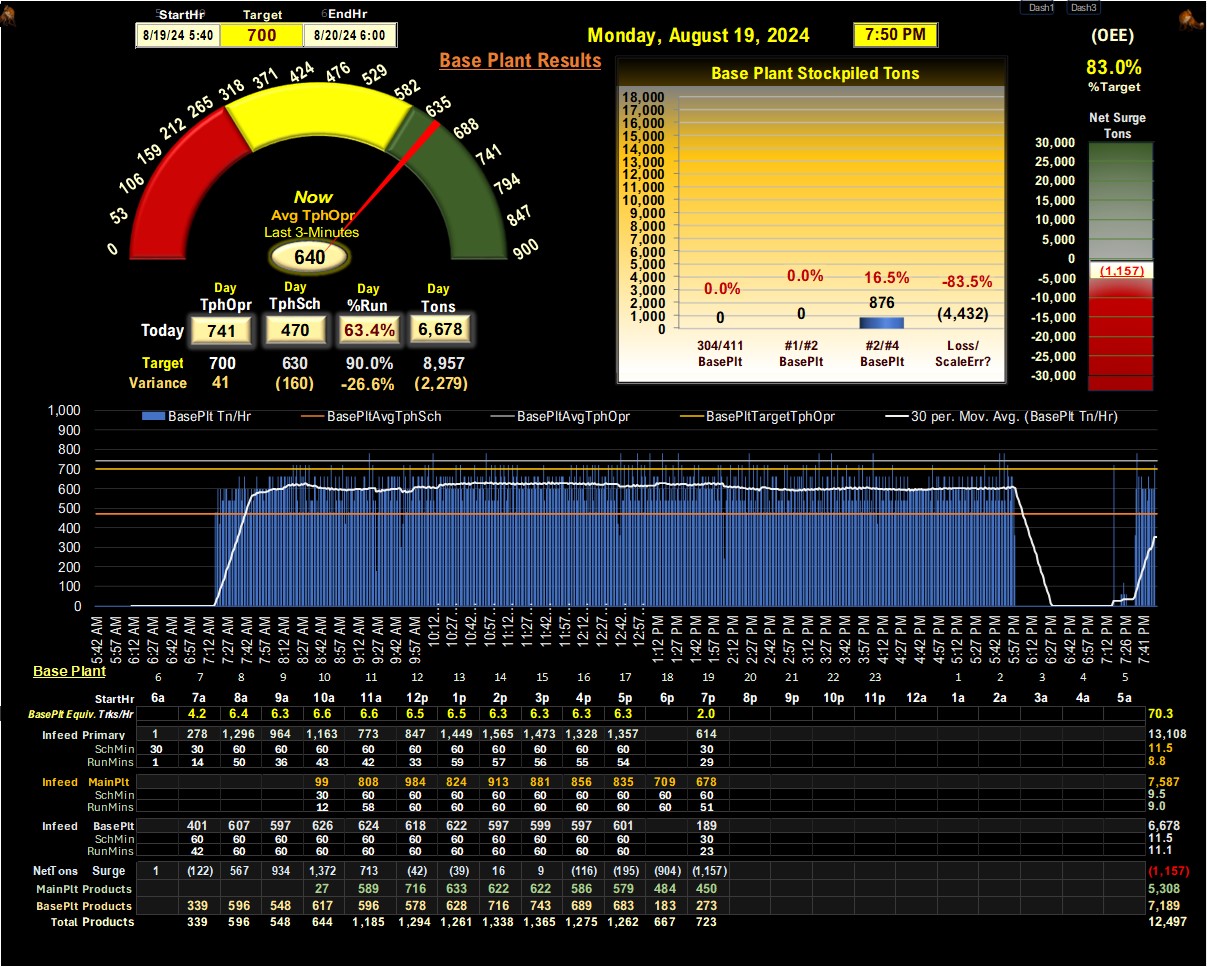 StartHr Target EndHr
8/19/24 5:40 700 8/20/24 6:00
Dash1 Dash3
Monday, August 19, 2024 7:50 PM
Base Plant Results
(OEE)
83.0%
%Target
0 53 106 159 212 265 318 371 424 476 529 582 635 688 741 794 847 900
Now
Avg TphOpr
Last 3-Minutes
640
Day Day Day Day
TphOpr TphSch %Run Tons
Today 741 470 63.4% 6,678
Target 700 630 90.0% 8,957
Variance 41 (160) -26.6% (2,279)
Base Plant Stockpiled Tons
18,000
17,000
16,000
15,000
14,000
13,000
12,000
11,000
10,000
9,000
8,000
7,000
6,000
5,000
4,000
3,000
2,000
1,000
0
0.0% 0.0% 16.5% -83.5%
0 0 876 (4,432)
304/411 #1/#2 #2/#4 Loss/
BasePlt BasePlt BasePlt ScaleErr?
Net Surge
Tons
30,000
25,000
20,000
15,000
10,000
5,000
0
-5,000
-10,000
-15,000
-20,000
-25,000
-30,000
(1,157)
BasePlt Tn/Hr BasePltAvgTphSch BasePltAvgTphOpr BasePltTargetTphOpr 30 per. Mov. Avg. (BasePlt Tn/Hr)
1,000
900
800
700
600
500
400
300
200
100
0
5:42 AM 5:57 AM 6:12 AM 6:27 AM 6:42 AM 6:57 AM 7:12 AM 7:27 AM 7:42 AM 7:57 AM 8:12 AM 8:27 AM 8:42 AM 8:57 AM 9:12 AM 9:27 AM 9:42 AM 9:57 AM 10:12… 10:27… 10:42… 10:57… 11:12… 11:27… 11:42… 11:57… 12:12… 12:27… 12:42… 12:57… 1:12 PM 1:27 PM 1:42 PM 1:57 PM 2:12 PM 2:27 PM 2:42 PM 2:57 PM 3:12 PM 3:27 PM 3:42 PM 3:57 PM 4:12 PM 4:27 PM 4:42 PM 4:57 PM 5:12 PM 5:27 PM 5:42 PM 5:57 PM 6:12 PM 6:27 PM 6:42 PM 6:57 PM 7:12 PM 7:26 PM 7:41 PM
Base Plant
6 7 8 9 10 11 12 13 14 15 16 17 18 19 20 21 22 23 1 2 3 4 5
StartHr 6a 7a 8a 9a 10a 11a 12p 1p 2p 3p 4p 5p 6p 7p 8p 9p 10p 11p 12a 1a 2a 3a 4a 5a
BasePlt Equiv. Trks/Hr 4.2 6.4 6.3 6.6 6.6 6.5 6.5 6.3 6.3 6.3 6.3 2.0 70.3
Infeed Primary 1 278 1,296 964 1,163 773 847 1,449 1,565 1,473 1,328 1,357 614 13,108
SchMin 30 30 60 60 60 60 60 60 60 60 60 60 30 11.5
RunMins 1 14 50 36 43 42 33 59 57 56 55 54 29 8.8
Infeed MainPlt 99 808 984 824 913 881 856 835 709 678 7,587
SchMin 30 60 60 60 60 60 60 60 60 60 9.5
RunMins 12 58 60 60 60 60 60 60 60 51 9.0
Infeed BasePlt 401 607 597 626 624 618 622 597 599 597 601 189 6,678
SchMin 60 60 60 60 60 60 60 60 60 60 60 30 11.5
RunMins 42 60 60 60 60 60 60 60 60 60 60 23 11.1
NetTons Surge 1 (122) 567 934 1,372 713 (42) (39) 16 9 (116) (195) (904) (1,157) (1,157)
MainPlt Products 27 589 716 633 622 622 586 579 484 450 5,308
BasePlt Products 339 596 548 617 596 578 628 716 743 689 683 183 273 7,189
Total Products 339 596 548 644 1,185 1,294 1,261 1,338 1,365 1,275 1,262 667 723 12,497